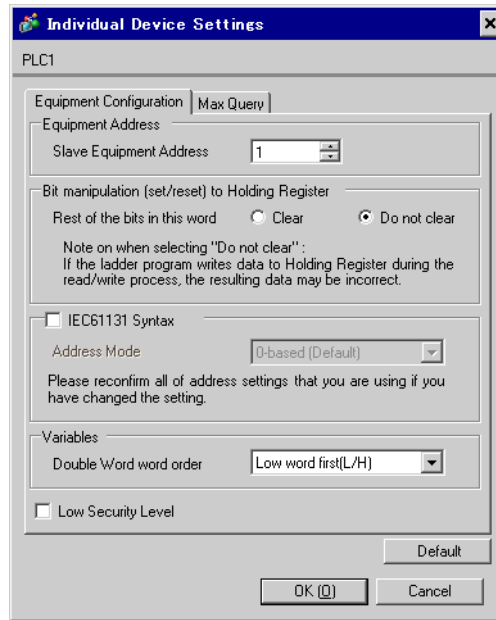 Individual Device Settings
PLC1
Equipment Configuration Max Query
Equipment Address
Slave Equipment Address 1
Bit manipulation (set/reset) to Holding Register
Rest of the bits in this word Clear Do not clear
Note on when selecting "Do not clear" :
If the ladder program writes data to Holding Register during the
read/write process, the resulting data may be incorrect.
IEC61131 Syntax
Address Mode 0-based (Default)
Please reconfirm all of address settings that you are using if you
have changed the setting.
Variables
Double Word word order Low word first(L/H)
Low Security Level
Default
OK (O) Cancel